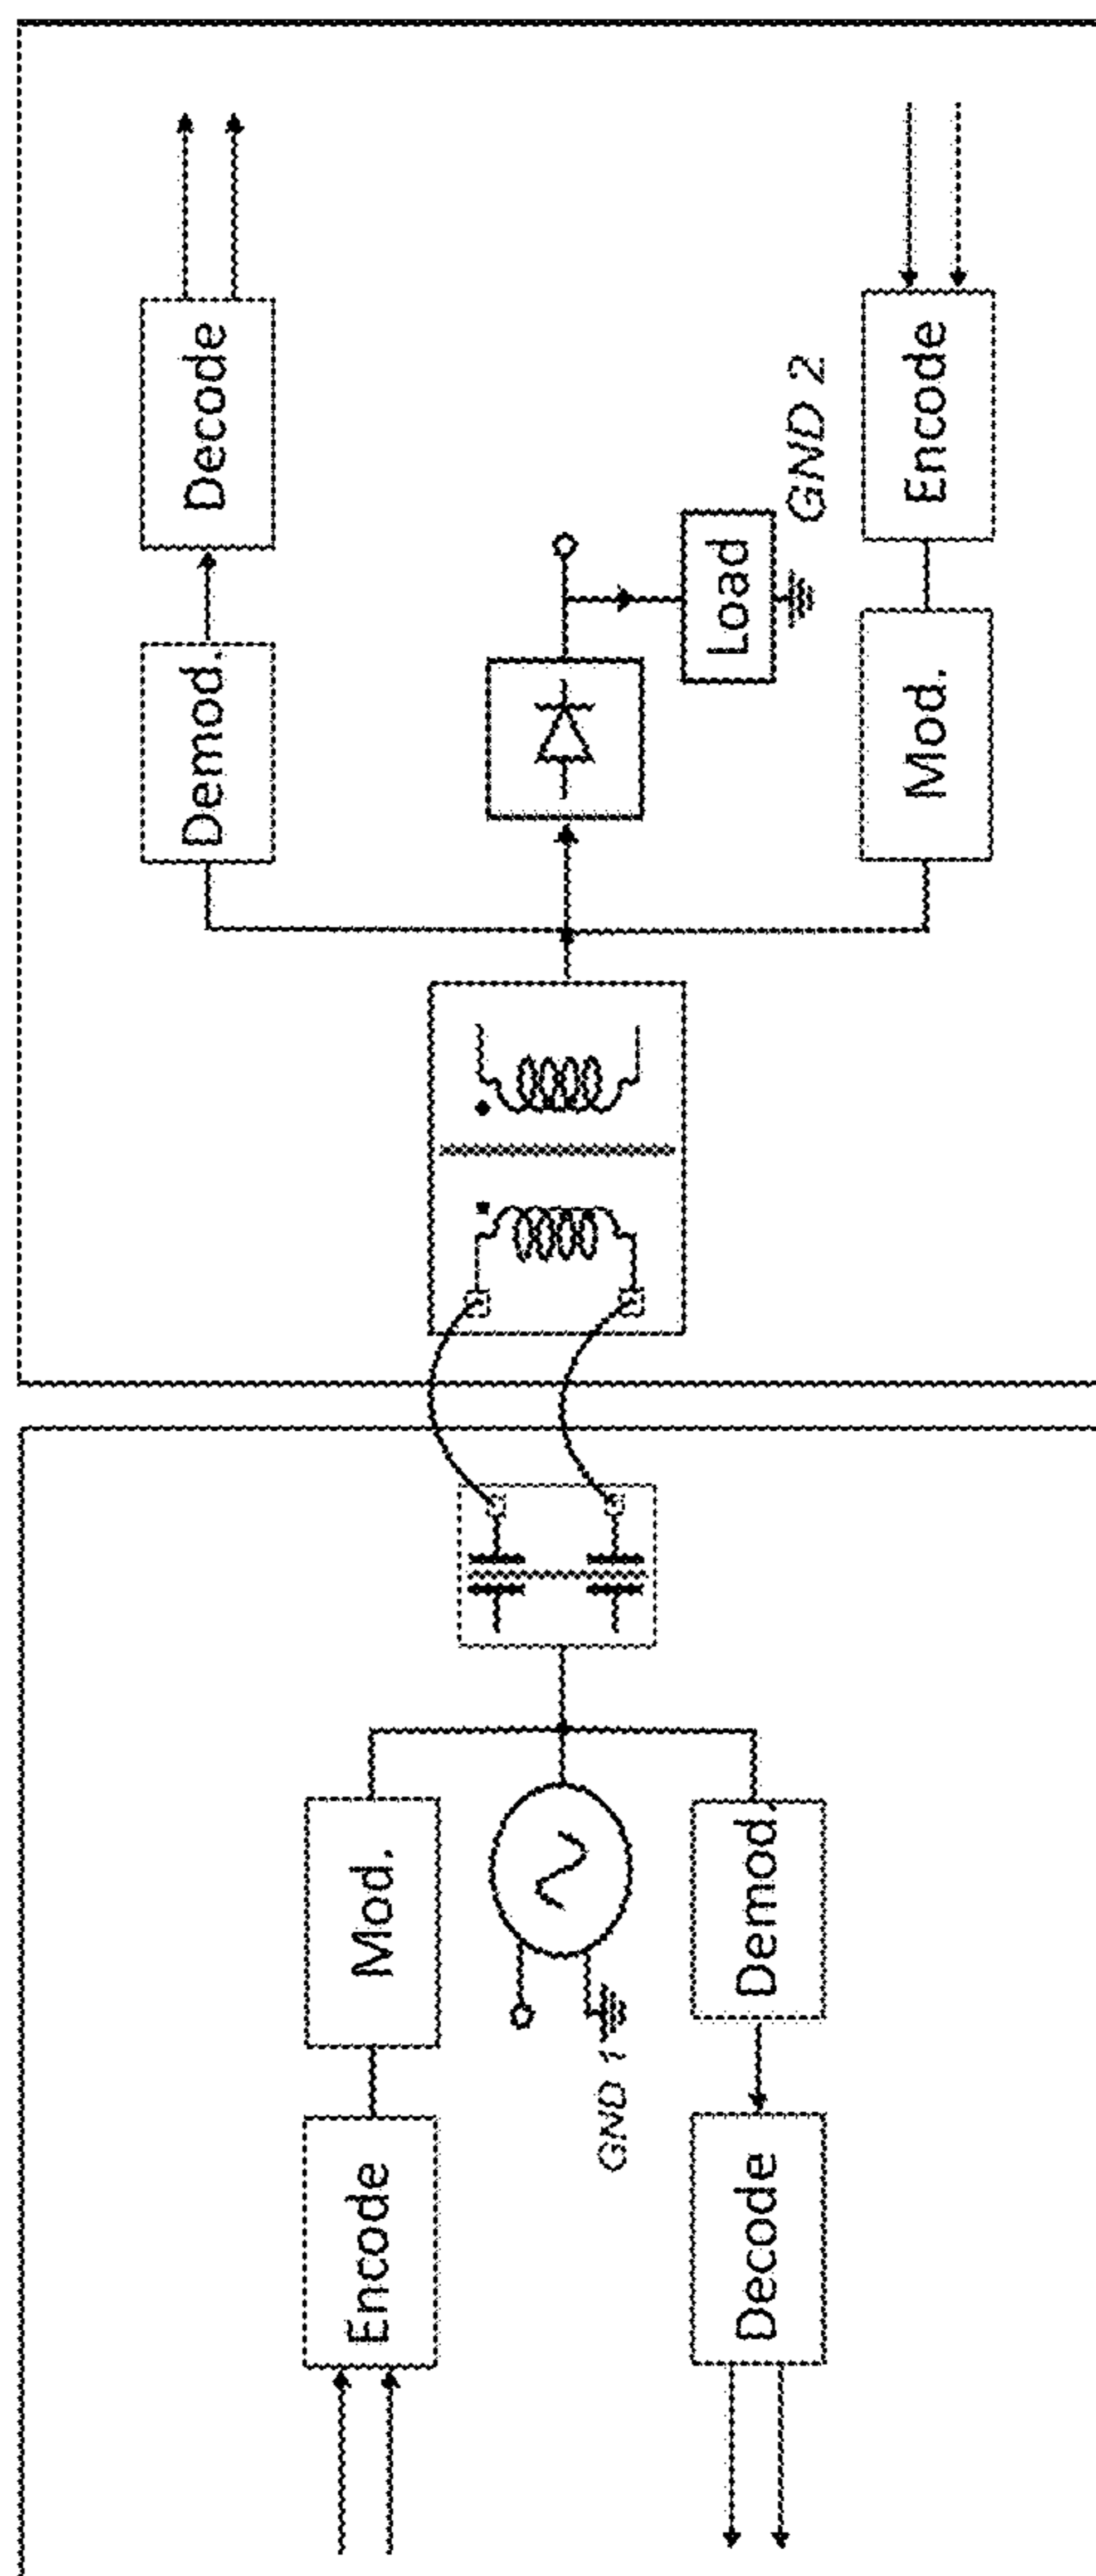 Encode
Mod.
Demod.
Decode
GND 1
Demod.
Decode
Load
GND 2
Mod.
Encode